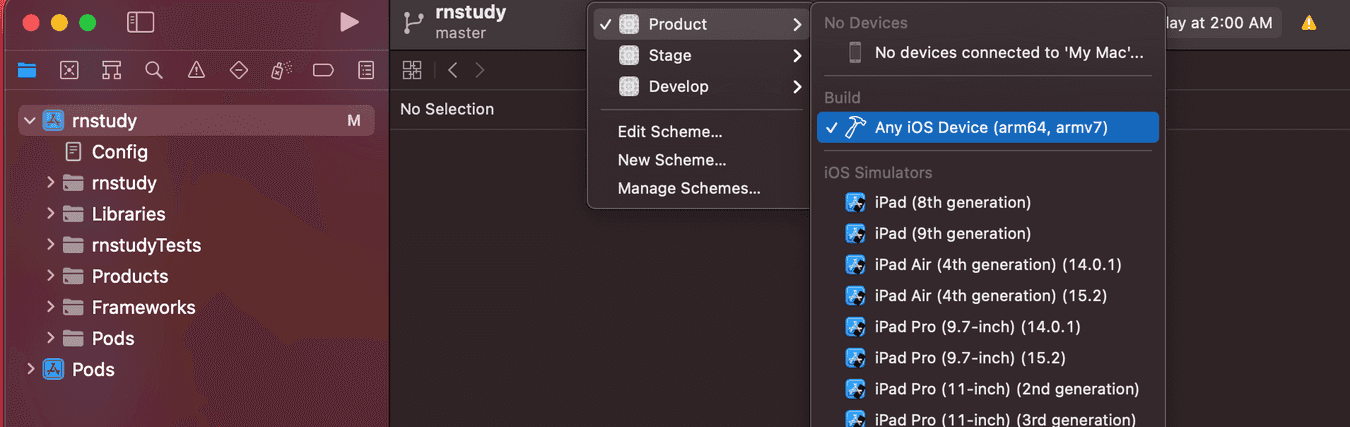 rnstudy
master
rnstudy
M
Config
rnstudy
Libraries
rnstudyTests
Products
Frameworks
Pods
Pods
No Selection
Product
Stage
Develop
Edit Scheme...
New Scheme...
Manage Schemes...
No Devices
No devices connected to 'My Mac'...
Build
Any iOS Device (arm64, armv7)
iOS Simulators
iPad (8th generation)
iPad (9th generation)
iPad Air (4th generation) (14.0.1)
iPad Air (4th generation) (15.2)
iPad Pro (9.7-inch) (14.0.1)
iPad Pro (9.7-inch) (15.2)
iPad Pro (11-inch) (2nd generation)
iPad Pro (11-inch) (3rd generation)
at 2:00 AM